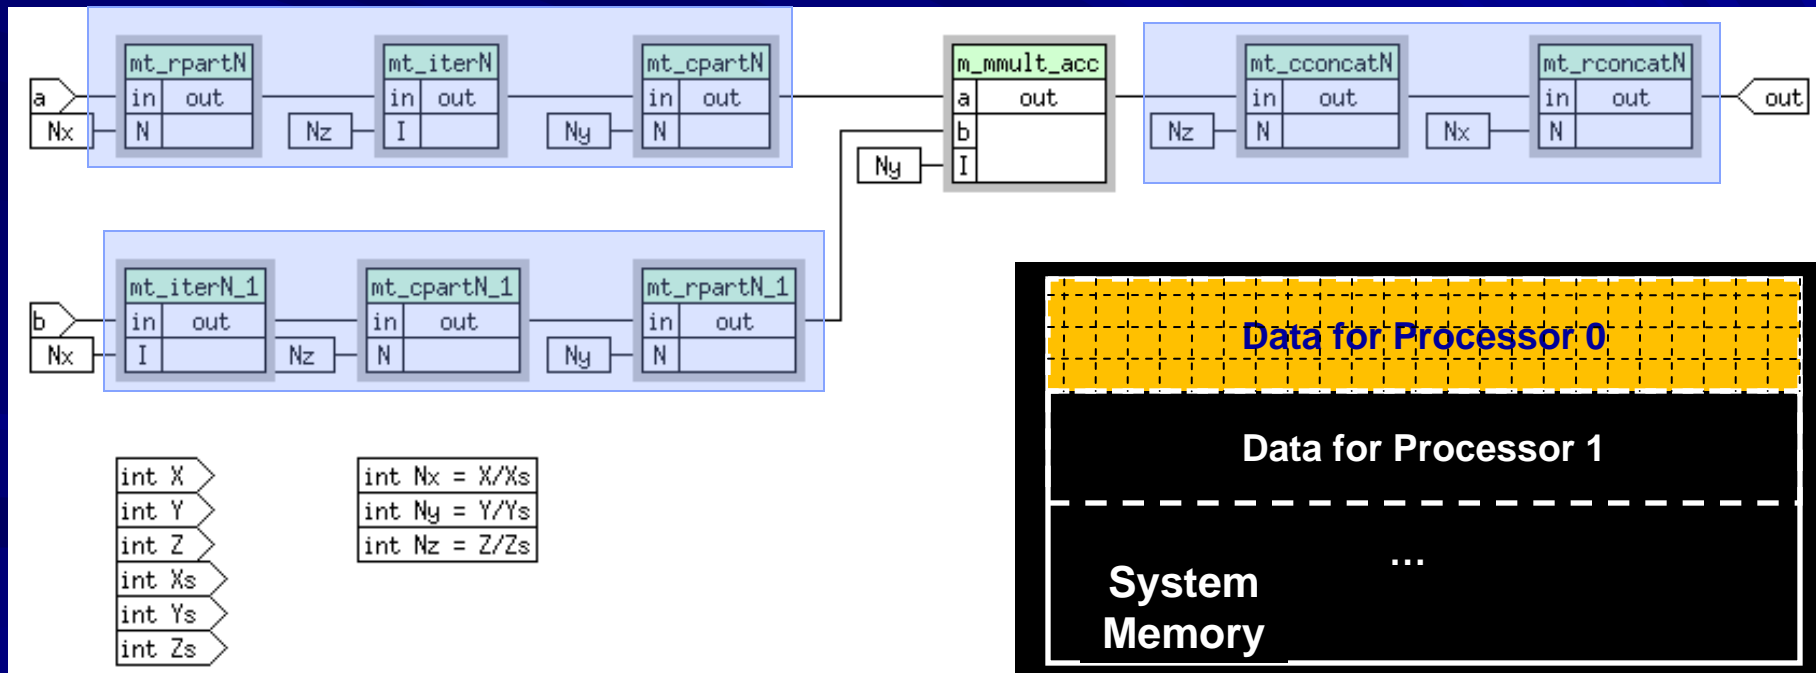 mt_rpartN
mt_iterN
mt_cpartN
m_mmult_acc
mt_cconcatN
mt_rconcatN
a
in out
in out
in out
a out
in out
in out
out
Nx
N
Nz
I
Ny
N
b
Nz
N
Nx
N
Ny
I
mt_iterN_1
mt_cpartN_1
mt_rpartN_1
b
in out
in out
in out
Nx
I
Nz
N
Ny
N
int X
int Y
int Z
int Xs
int Ys
int Zs
int Nx = X/Xs
int Ny = Y/Ys
int Nz = Z/Zs
Data for Processor 0
Data for Processor 1
...
System
Memory